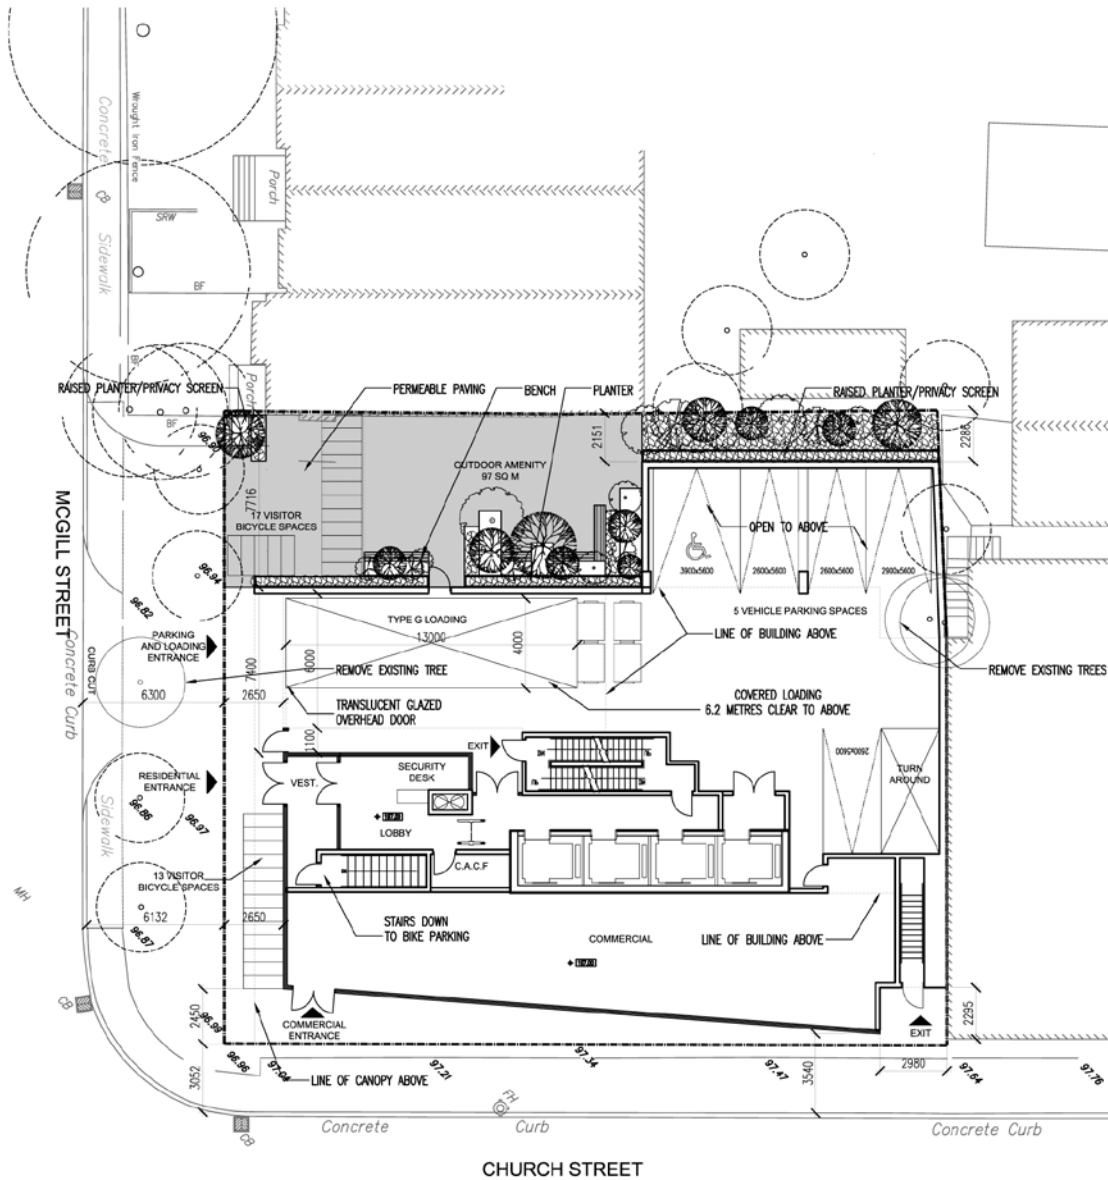 Concrete
Wrought Iron Fence
CB
Sidewalk
Porch
SRW
BF
BF
Porch
BF
RAISED PLANTER/PRIVACY SCREEN
PERMEABLE PAVING
BENCH
PLANTER
RAISED PLANTER/PRIVACY SCREEN
2151
2286
OUTDOOR AMENITY
97 SQ M
7716
17 VISITOR
BICYCLE SPACES
OPEN TO ABOVE
3900x5600
2600x5600
2600x5600
2900x5600
MCGILL STREET
96.94
96.82
5 VEHICLE PARKING SPACES
TYPE G LOADING
13000
4000
6000
7400
LINE OF BUILDING ABOVE
PARKING
AND LOADING
ENTRANCE
Concrete Curb
CURB CUT
6300
2650
REMOVE EXISTING TREE
REMOVE EXISTING TREES
COVERED LOADING
6.2 METRES CLEAR TO ABOVE
TRANSLUCENT GLAZED
OVERHEAD DOOR
1100
EXIT
2600x5600
TURN
AROUND
SECURITY
DESK
VEST.
RESIDENTIAL
ENTRANCE
96.86
96.97
Sidewalk
LOBBY
C.A.C.F
13 VISITOR
BICYCLE SPACES
MH
6132
2650
96.87
STAIRS DOWN
TO BIKE PARKING
COMMERCIAL
LINE OF BUILDING ABOVE
CB
2450
COMMERCIAL
ENTRANCE
EXIT
2295
96.96
97.04
97.21
97.34
97.47
97.64
97.76
3052
3540
2980
LINE OF CANOPY ABOVE
FH
CB
Concrete
Curb
Concrete Curb
CHURCH STREET